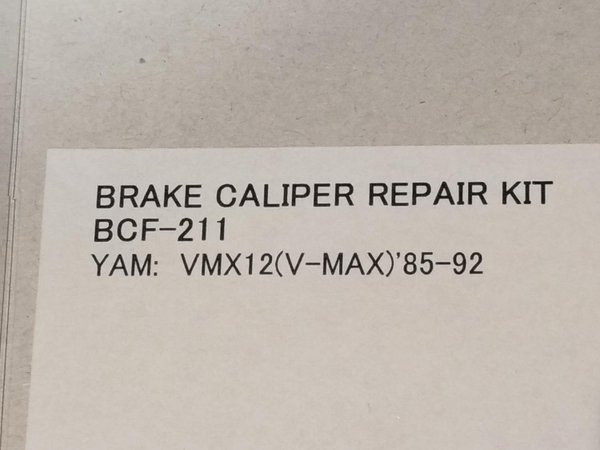 BRAKE CALIPER REPAIR KIT
BCF-211
YAM: VMX12(V-MAX)'85-92